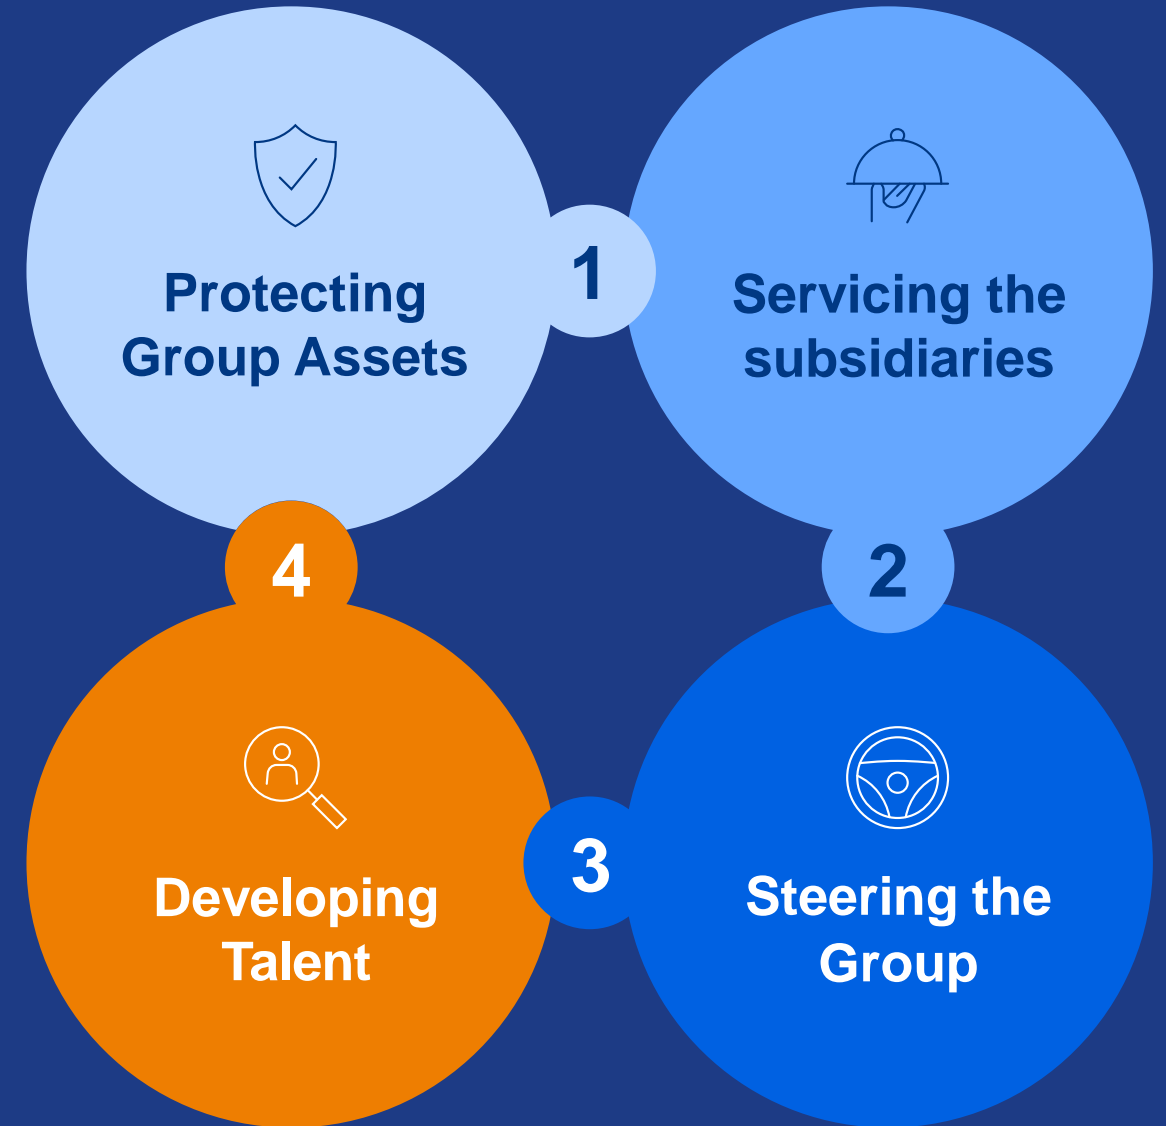 Protecting
Group Assets
1
Servicing the
subsidiaries
2
Steering the
Group
3
Developing
Talent
4